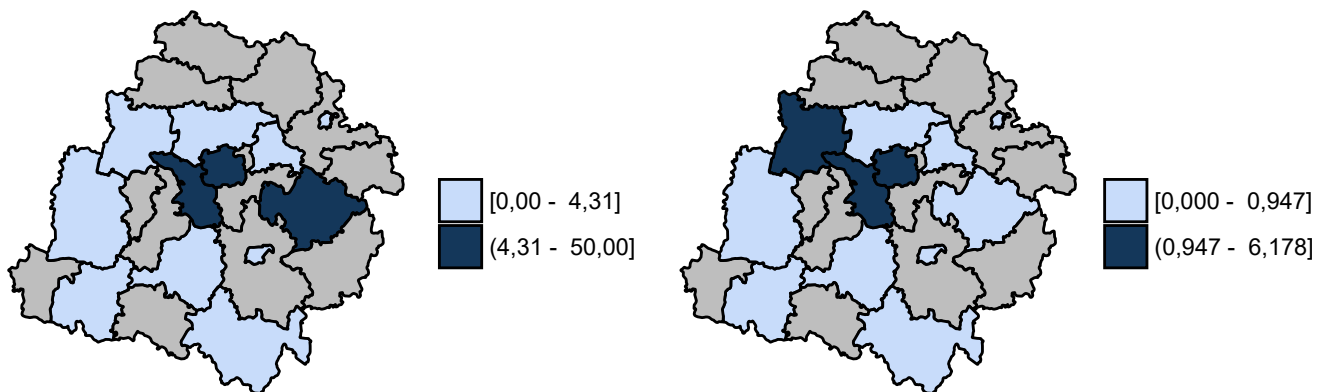 [0,00 - 4,31]
(4,31 - 50,00]
[0,000 - 0,947]
(0,947 - 6,178]